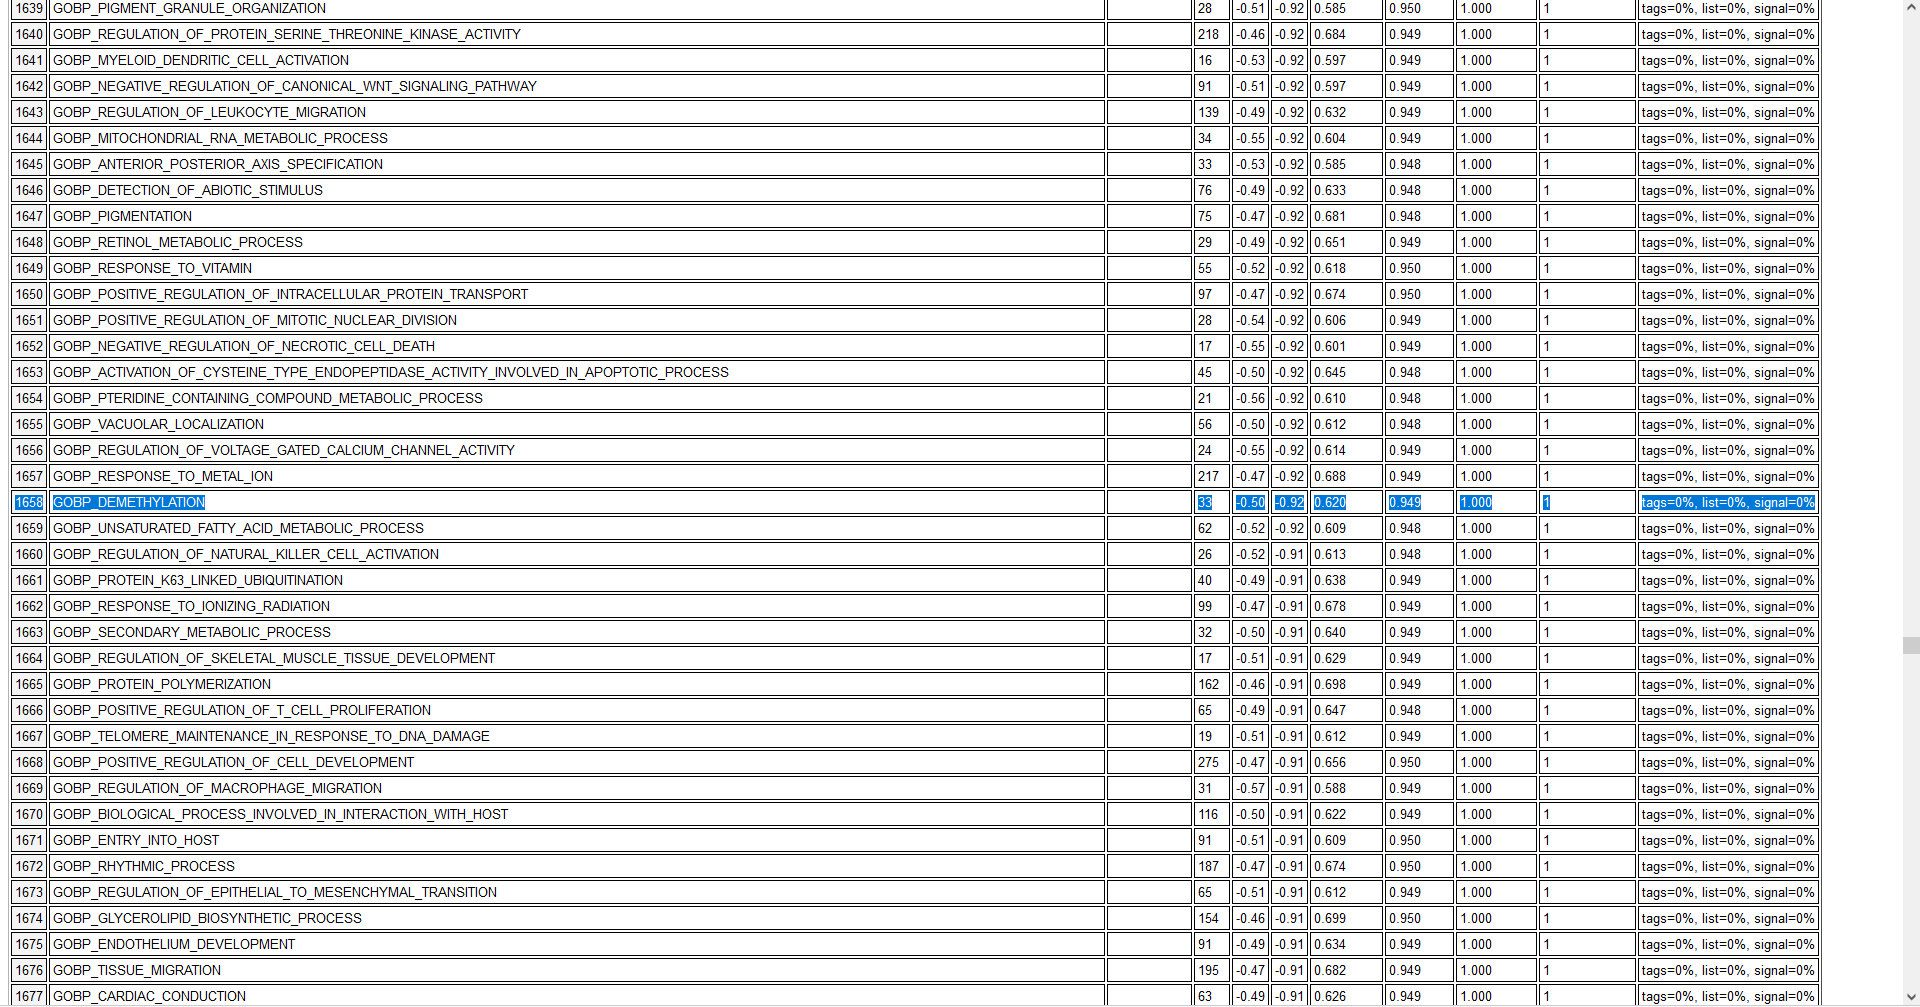 1639 GOBP_PIGMENT_GRANULE_ORGANIZATION 28 -0.51 -0.92 0.585 0.950 1.000 1 tags=0%, list=0%, signal=0%
1640 GOBP_REGULATION_OF_PROTEIN_SERINE_THREONINE_KINASE_ACTIVITY 218 -0.46 -0.92 0.684 0.949 1.000 1 tags=0%, list=0%, signal=0%
1641 GOBP_MYELOID_DENDRITIC_CELL_ACTIVATION 16 -0.53 -0.92 0.597 0.949 1.000 1 tags=0%, list=0%, signal=0%
1642 GOBP_NEGATIVE_REGULATION_OF_CANONICAL_WNT_SIGNALING_PATHWAY 91 -0.51 -0.92 0.597 0.949 1.000 1 tags=0%, list=0%, signal=0%
1643 GOBP_REGULATION_OF_LEUKOCYTE_MIGRATION 139 -0.49 -0.92 0.632 0.949 1.000 1 tags=0%, list=0%, signal=0%
1644 GOBP_MITOCHONDRIAL_RNA_METABOLIC_PROCESS 34 -0.55 -0.92 0.604 0.949 1.000 1 tags=0%, list=0%, signal=0%
1645 GOBP_ANTERIOR_POSTERIOR_AXIS_SPECIFICATION 33 -0.53 -0.92 0.585 0.948 1.000 1 tags=0%, list=0%, signal=0%
1646 GOBP_DETECTION_OF_ABIOTIC_STIMULUS 76 -0.49 -0.92 0.633 0.948 1.000 1 tags=0%, list=0%, signal=0%
1647 GOBP_PIGMENTATION 75 -0.47 -0.92 0.681 0.948 1.000 1 tags=0%, list=0%, signal=0%
1648 GOBP_RETINOL_METABOLIC_PROCESS 29 -0.49 -0.92 0.651 0.949 1.000 1 tags=0%, list=0%, signal=0%
1649 GOBP_RESPONSE_TO_VITAMIN 55 -0.52 -0.92 0.618 0.950 1.000 1 tags=0%, list=0%, signal=0%
1650 GOBP_POSITIVE_REGULATION_OF_INTRACELLULAR_PROTEIN_TRANSPORT 97 -0.47 -0.92 0.674 0.950 1.000 1 tags=0%, list=0%, signal=0%
1651 GOBP_POSITIVE_REGULATION_OF_MITOTIC_NUCLEAR_DIVISION 28 -0.54 -0.92 0.606 0.949 1.000 1 tags=0%, list=0%, signal=0%
1652 GOBP_NEGATIVE_REGULATION_OF_NECROTIC_CELL_DEATH 17 -0.55 -0.92 0.601 0.949 1.000 1 tags=0%, list=0%, signal=0%
1653 GOBP_ACTIVATION_OF_CYSTEINE_TYPE_ENDOPEPTIDASE_ACTIVITY_INVOLVED_IN_APOPTOTIC_PROCESS 45 -0.50 -0.92 0.645 0.948 1.000 1 tags=0%, list=0%, signal=0%
1654 GOBP_PTERIDINE_CONTAINING_COMPOUND_METABOLIC_PROCESS 21 -0.56 -0.92 0.610 0.948 1.000 1 tags=0%, list=0%, signal=0%
1655 GOBP_VACUOLAR_LOCALIZATION 56 -0.50 -0.92 0.612 0.948 1.000 1 tags=0%, list=0%, signal=0%
1656 GOBP_REGULATION_OF_VOLTAGE_GATED_CALCIUM_CHANNEL_ACTIVITY 24 -0.55 -0.92 0.614 0.949 1.000 1 tags=0%, list=0%, signal=0%
1657 GOBP_RESPONSE_TO_METAL_ION 217 -0.47 -0.92 0.688 0.949 1.000 1 tags=0%, list=0%, signal=0%
1658 GOBP_DEMETHYLATION 33 -0.50 -0.92 0.620 0.949 1.000 1 tags=0%, list=0%, signal=0%
1659 GOBP_UNSATURATED_FATTY_ACID_METABOLIC_PROCESS 62 -0.52 -0.92 0.609 0.948 1.000 1 tags=0%, list=0%, signal=0%
1660 GOBP_REGULATION_OF_NATURAL_KILLER_CELL_ACTIVATION 26 -0.52 -0.91 0.613 0.948 1.000 1 tags=0%, list=0%, signal=0%
1661 GOBP_PROTEIN_K63_LINKED_UBIQUITINATION 40 -0.49 -0.91 0.638 0.949 1.000 1 tags=0%, list=0%, signal=0%
1662 GOBP_RESPONSE_TO_IONIZING_RADIATION 99 -0.47 -0.91 0.678 0.949 1.000 1 tags=0%, list=0%, signal=0%
1663 GOBP_SECONDARY_METABOLIC_PROCESS 32 -0.50 -0.91 0.640 0.949 1.000 1 tags=0%, list=0%, signal=0%
1664 GOBP_REGULATION_OF_SKELETAL_MUSCLE_TISSUE_DEVELOPMENT 17 -0.51 -0.91 0.629 0.949 1.000 1 tags=0%, list=0%, signal=0%
1665 GOBP_PROTEIN_POLYMERIZATION 162 -0.46 -0.91 0.698 0.949 1.000 1 tags=0%, list=0%, signal=0%
1666 GOBP_POSITIVE_REGULATION_OF_T_CELL_PROLIFERATION 65 -0.49 -0.91 0.647 0.948 1.000 1 tags=0%, list=0%, signal=0%
1667 GOBP_TELOMERE_MAINTENANCE_IN_RESPONSE_TO_DNA_DAMAGE 19 -0.51 -0.91 0.612 0.949 1.000 1 tags=0%, list=0%, signal=0%
1668 GOBP_POSITIVE_REGULATION_OF_CELL_DEVELOPMENT 275 -0.47 -0.91 0.656 0.950 1.000 1 tags=0%, list=0%, signal=0%
1669 GOBP_REGULATION_OF_MACROPHAGE_MIGRATION 31 -0.57 -0.91 0.588 0.949 1.000 1 tags=0%, list=0%, signal=0%
1670 GOBP_BIOLOGICAL_PROCESS_INVOLVED_IN_INTERACTION_WITH_HOST 116 -0.50 -0.91 0.622 0.949 1.000 1 tags=0%, list=0%, signal=0%
1671 GOBP_ENTRY_INTO_HOST 91 -0.51 -0.91 0.609 0.950 1.000 1 tags=0%, list=0%, signal=0%
1672 GOBP_RHYTHMIC_PROCESS 187 -0.47 -0.91 0.674 0.950 1.000 1 tags=0%, list=0%, signal=0%
1673 GOBP_REGULATION_OF_EPITHELIAL_TO_MESENCHYMAL_TRANSITION 65 -0.51 -0.91 0.612 0.949 1.000 1 tags=0%, list=0%, signal=0%
1674 GOBP_GLYCEROLIPID_BIOSYNTHETIC_PROCESS 154 -0.46 -0.91 0.699 0.950 1.000 1 tags=0%, list=0%, signal=0%
1675 GOBP_ENDOTHELIUM_DEVELOPMENT 91 -0.49 -0.91 0.634 0.949 1.000 1 tags=0%, list=0%, signal=0%
1676 GOBP_TISSUE_MIGRATION 195 -0.47 -0.91 0.682 0.949 1.000 1 tags=0%, list=0%, signal=0%
1677 GOBP_CARDIAC_CONDUCTION 63 -0.49 -0.91 0.626 0.949 1.000 1 tags=0%, list=0%, signal=0%